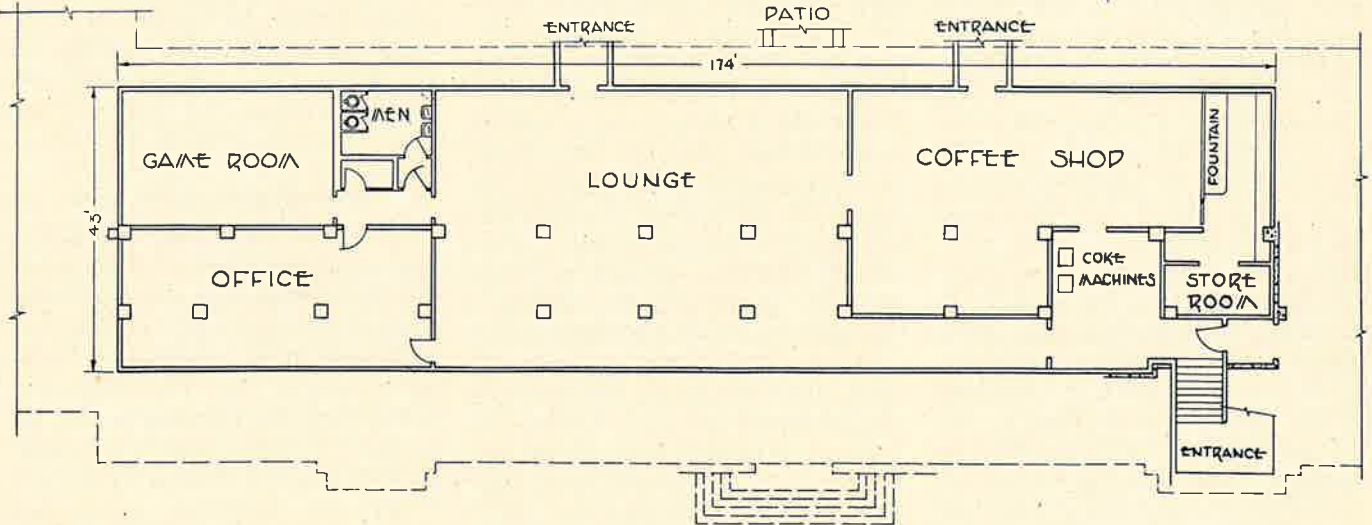 PATIO
ENTRANCE
ENTRANCE
174'
MEN
GAME ROOM
LOUNGE
COFFEE SHOP
FOUNTAIN
43'
OFFICE
COKE
MACHINES
STORE
ROOM
ENTRANCE